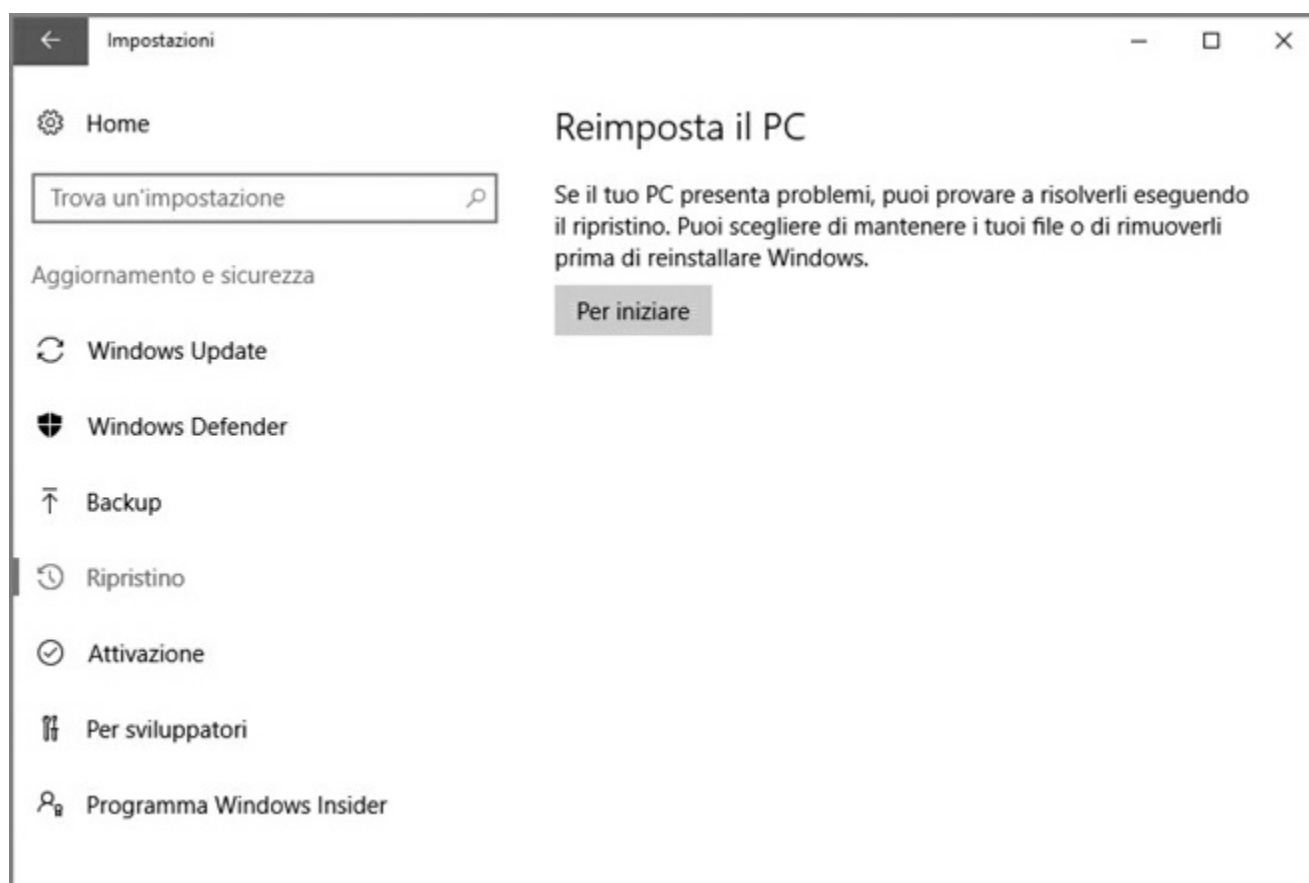 Impostazioni
Home
Trova un'impostazione
Aggiornamento e sicurezza
Windows Update
Windows Defender
Backup
Ripristino
Attivazione
Per sviluppatori
Programma Windows Insider
Reimposta il PC
Se il tuo PC presenta problemi, puoi provare a risolverli eseguendo
il ripristino. Puoi scegliere di mantenere i tuoi file o di rimuoverli
prima di reinstallare Windows.
Per iniziare